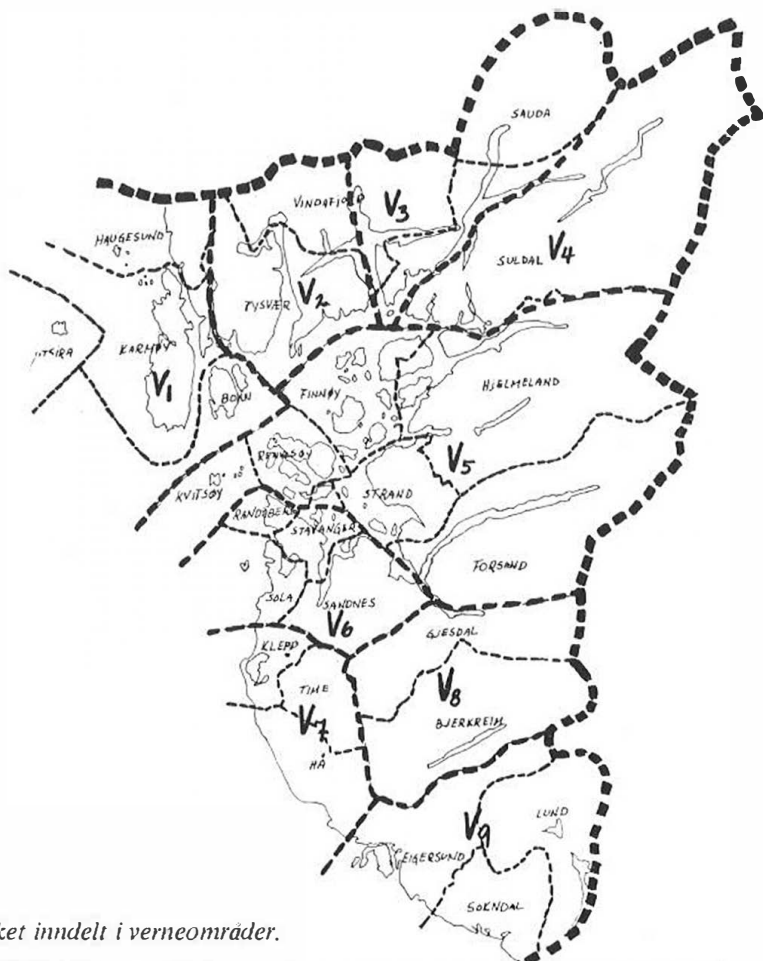 SAUDA
VINDAFJORD
V3
HAUGESUND
SULDAL
V4
TYSVÆR
V2
UTSIRA
KARMØY
V1
BOKN
FINNØY
HJELMELAND
RENNESØY
V5
KVITSØY
STRAND
RANDABERG
STAVANGER
FORSAND
SOLA
SANDNES
V6
GJESDAL
KLEPP
TIME
V8
V7
BJERKREIM
HÅ
LUND
V9
EIGERSUND
SOKNDAL
ket inndelt i verneområder.